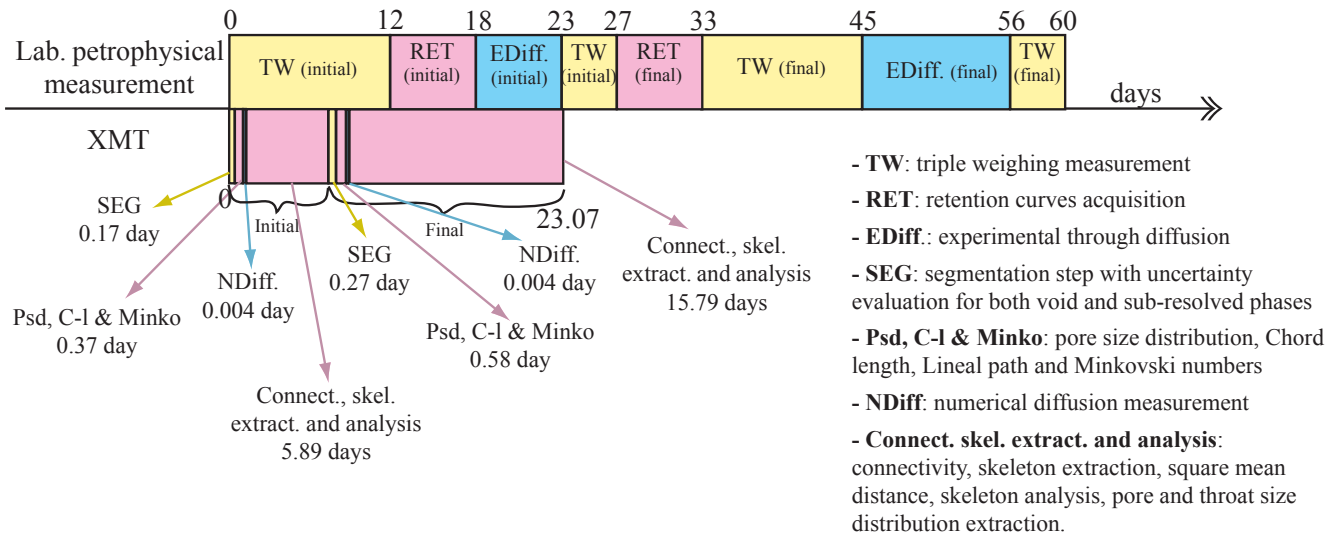 0 12 18 23 27 33 45 56 60
Lab. petrophysical
measurement
TW (initial)
RET
(initial)
EDiff.
(initial)
TW
(initial)
RET
(final)
TW (final)
EDiff. (final)
TW
(final)
days
XMT
0
Initial
Final
23.07
SEG
0.17 day
Psd, C-l & Minko
0.37 day
NDiff.
0.004 day
Connect., skel.
extract. and analysis
5.89 days
SEG
0.27 day
Psd, C-l & Minko
0.58 day
NDiff.
0.004 day
Connect., skel.
extract. and analysis
15.79 days
- TW: triple weighing measurement
- RET: retention curves acquisition
- EDiff.: experimental through diffusion
- SEG: segmentation step with uncertainty
evaluation for both void and sub-resolved phases
- Psd, C-l & Minko: pore size distribution, Chord
length, Lineal path and Minkovski numbers
- NDiff: numerical diffusion measurement
- Connect. skel. extract. and analysis:
connectivity, skeleton extraction, square mean
distance, skeleton analysis, pore and throat size
distribution extraction.